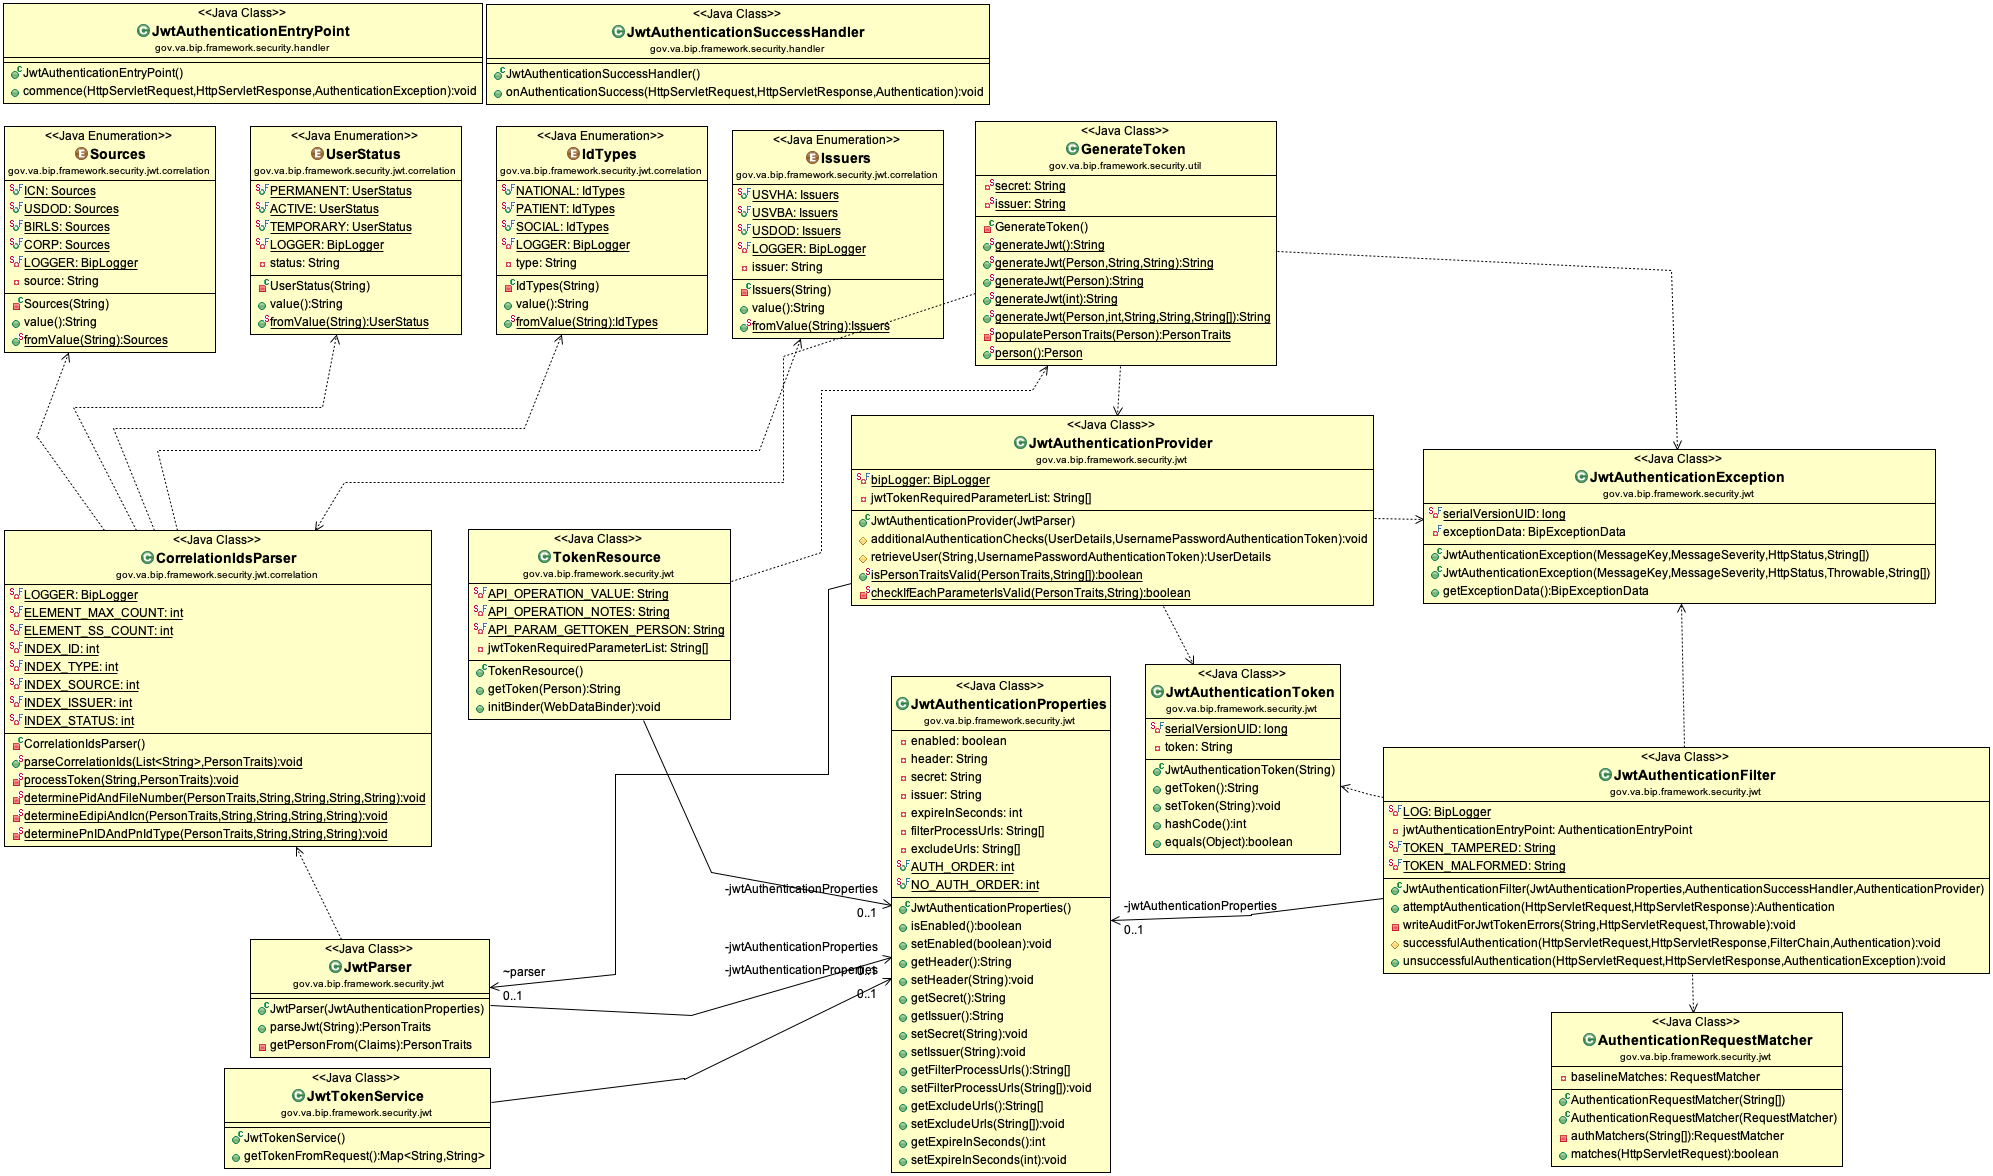 <<Java Class>>
JwtAuthenticationEntryPoint
gov.va.bip.framework.security.handler
JwtAuthenticationEntryPoint()
commence(HttpServletRequest,HttpServletResponse,AuthenticationException):void
<<Java Class>>
JwtAuthenticationSuccessHandler
gov.va.bip.framework.security.handler
JwtAuthenticationSuccessHandler()
onAuthenticationSuccess(HttpServletRequest,HttpServletResponse,Authentication):void
<<Java Enumeration>>
Sources
gov.va.bip.framework.security.jwt.correlation
ICN: Sources
USDOD: Sources
BIRLS: Sources
CORP: Sources
LOGGER: BipLogger
source: String
Sources(String)
value():String
fromValue(String):Sources
<<Java Enumeration>>
UserStatus
gov.va.bip.framework.security.jwt.correlation
PERMANENT: UserStatus
ACTIVE: UserStatus
TEMPORARY: UserStatus
LOGGER: BipLogger
status: String
UserStatus(String)
value():String
fromValue(String):UserStatus
<<Java Enumeration>>
IdTypes
gov.va.bip.framework.security.jwt.correlation
NATIONAL: IdTypes
PATIENT: IdTypes
SOCIAL: IdTypes
LOGGER: BipLogger
type: String
IdTypes(String)
value():String
fromValue(String):IdTypes
<<Java Enumeration>>
Issuers
gov.va.bip.framework.security.jwt.correlation
USVHA: Issuers
USVBA: Issuers
USDOD: Issuers
LOGGER: BipLogger
issuer: String
Issuers(String)
value():String
fromValue(String):Issuers
<<Java Class>>
GenerateToken
gov.va.bip.framework.security.util
secret: String
issuer: String
GenerateToken()
generateJwt():String
generateJwt(Person,String,String):String
generateJwt(Person):String
generateJwt(int):String
generateJwt(Person,int,String,String,String[]):String
populatePersonTraits(Person):PersonTraits
person():Person
<<Java Class>>
JwtAuthenticationProvider
gov.va.bip.framework.security.jwt
bipLogger: BipLogger
jwtTokenRequiredParameterList: String[]
JwtAuthenticationProvider(JwtParser)
additionalAuthenticationChecks(UserDetails,UsernamePasswordAuthenticationToken):void
retrieveUser(String,UsernamePasswordAuthenticationToken):UserDetails
isPersonTraitsValid(PersonTraits,String[]):boolean
checkIfEachParameterIsValid(PersonTraits,String):boolean
<<Java Class>>
JwtAuthenticationException
gov.va.bip.framework.security.jwt
serialVersionUID: long
exceptionData: BipExceptionData
JwtAuthenticationException(MessageKey,MessageSeverity,HttpStatus,String[])
JwtAuthenticationException(MessageKey,MessageSeverity,HttpStatus,Throwable,String[])
getExceptionData():BipExceptionData
<<Java Class>>
CorrelationIdsParser
gov.va.bip.framework.security.jwt.correlation
LOGGER: BipLogger
ELEMENT_MAX_COUNT: int
ELEMENT_SS_COUNT: int
INDEX_ID: int
INDEX_TYPE: int
INDEX_SOURCE: int
INDEX_ISSUER: int
INDEX_STATUS: int
CorrelationIdsParser()
parseCorrelationIds(List<String>,PersonTraits):void
processToken(String,PersonTraits):void
determinePidAndFileNumber(PersonTraits,String,String,String,String):void
determineEdipiAndIcn(PersonTraits,String,String,String,String):void
determinePnIDAndPnIdType(PersonTraits,String,String,String):void
<<Java Class>>
TokenResource
gov.va.bip.framework.security.jwt
API_OPERATION_VALUE: String
API_OPERATION_NOTES: String
API_PARAM_GETTOKEN_PERSON: String
jwtTokenRequiredParameterList: String[]
TokenResource()
getToken(Person):String
initBinder(WebDataBinder):void
<<Java Class>>
JwtAuthenticationProperties
gov.va.bip.framework.security.jwt
enabled: boolean
header: String
secret: String
issuer: String
expireInSeconds: int
filterProcessUrls: String[]
excludeUrls: String[]
AUTH_ORDER: int
NO_AUTH_ORDER: int
JwtAuthenticationProperties()
isEnabled():boolean
setEnabled(boolean):void
getHeader():String
setHeader(String):void
getSecret():String
getIssuer():String
setSecret(String):void
setIssuer(String):void
getFilterProcessUrls():String[]
setFilterProcessUrls(String[]):void
getExcludeUrls():String[]
setExcludeUrls(String[]):void
getExpireInSeconds():int
setExpireInSeconds(int):void
<<Java Class>>
JwtAuthenticationToken
gov.va.bip.framework.security.jwt
serialVersionUID: long
token: String
JwtAuthenticationToken(String)
getToken():String
setToken(String):void
hashCode():int
equals(Object):boolean
<<Java Class>>
JwtAuthenticationFilter
gov.va.bip.framework.security.jwt
LOG: BipLogger
jwtAuthenticationEntryPoint: AuthenticationEntryPoint
TOKEN_TAMPERED: String
TOKEN_MALFORMED: String
JwtAuthenticationFilter(JwtAuthenticationProperties,AuthenticationSuccessHandler,AuthenticationProvider)
attemptAuthentication(HttpServletRequest,HttpServletResponse):Authentication
writeAuditForJwtTokenErrors(String,HttpServletRequest,Throwable):void
successfulAuthentication(HttpServletRequest,HttpServletResponse,FilterChain,Authentication):void
unsuccessfulAuthentication(HttpServletRequest,HttpServletResponse,AuthenticationException):void
-jwtAuthenticationProperties
0..1
-jwtAuthenticationProperties
0..1
-jwtAuthenticationProperties
0..1
-jwtAuthenticationProperties
0..1
~parser
0..1
<<Java Class>>
JwtParser
gov.va.bip.framework.security.jwt
JwtParser(JwtAuthenticationProperties)
parseJwt(String):PersonTraits
getPersonFrom(Claims):PersonTraits
<<Java Class>>
JwtTokenService
gov.va.bip.framework.security.jwt
JwtTokenService()
getTokenFromRequest():Map<String,String>
<<Java Class>>
AuthenticationRequestMatcher
gov.va.bip.framework.security.jwt
baselineMatches: RequestMatcher
AuthenticationRequestMatcher(String[])
AuthenticationRequestMatcher(RequestMatcher)
authMatchers(String[]):RequestMatcher
matches(HttpServletRequest):boolean